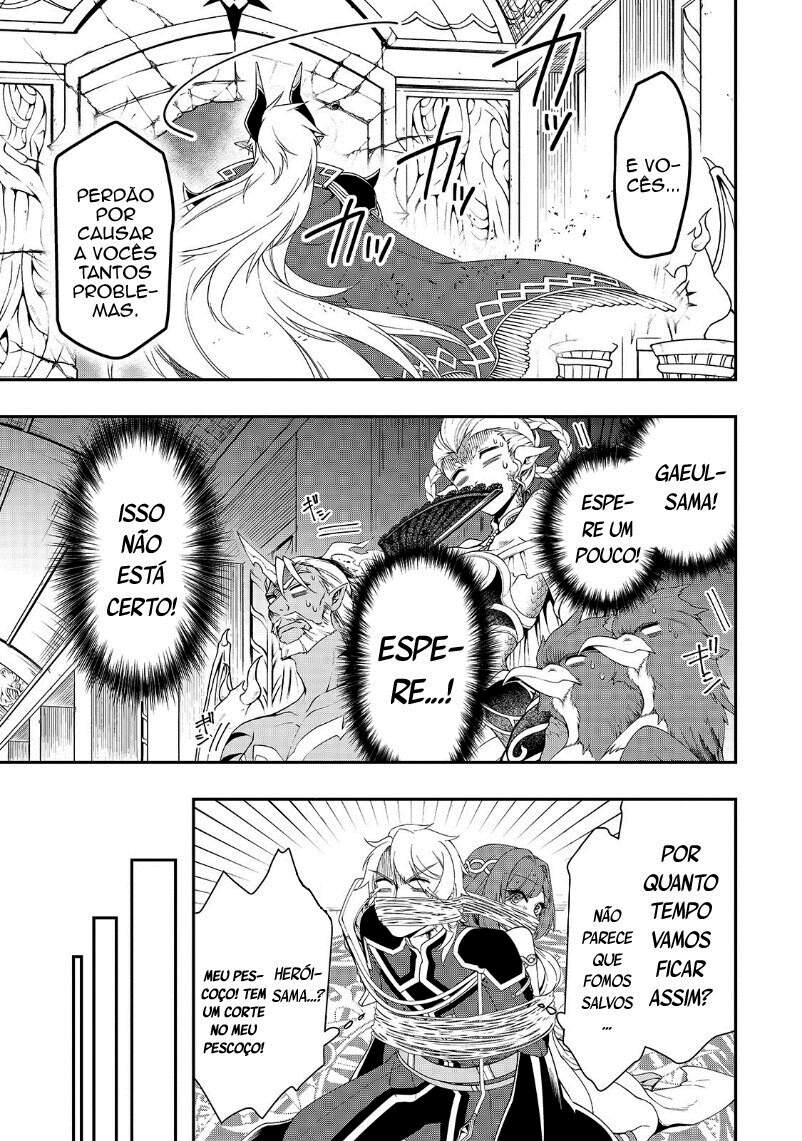 E VO-
CÊS...
PERDÃO
POR
CAUSAR
A VOCÊS
TANTOS
PROBLE-
MAS.
GAEUL-
SAMA!
ESPE-
RE UM
POUCO!
ESPE-
RE...!
ISSO
NÃO
ESTÁ
CERTO!
POR
QUANTO
TEMPO
VAMOS
FICAR
ASSIM?
NÃO
PARECE
QUE
FOMOS
SALVOS
...
HERÓI-
SAMA...?
MEU PES-
COÇO! TEM
UM CORTE
NO MEU
PESCOÇO!